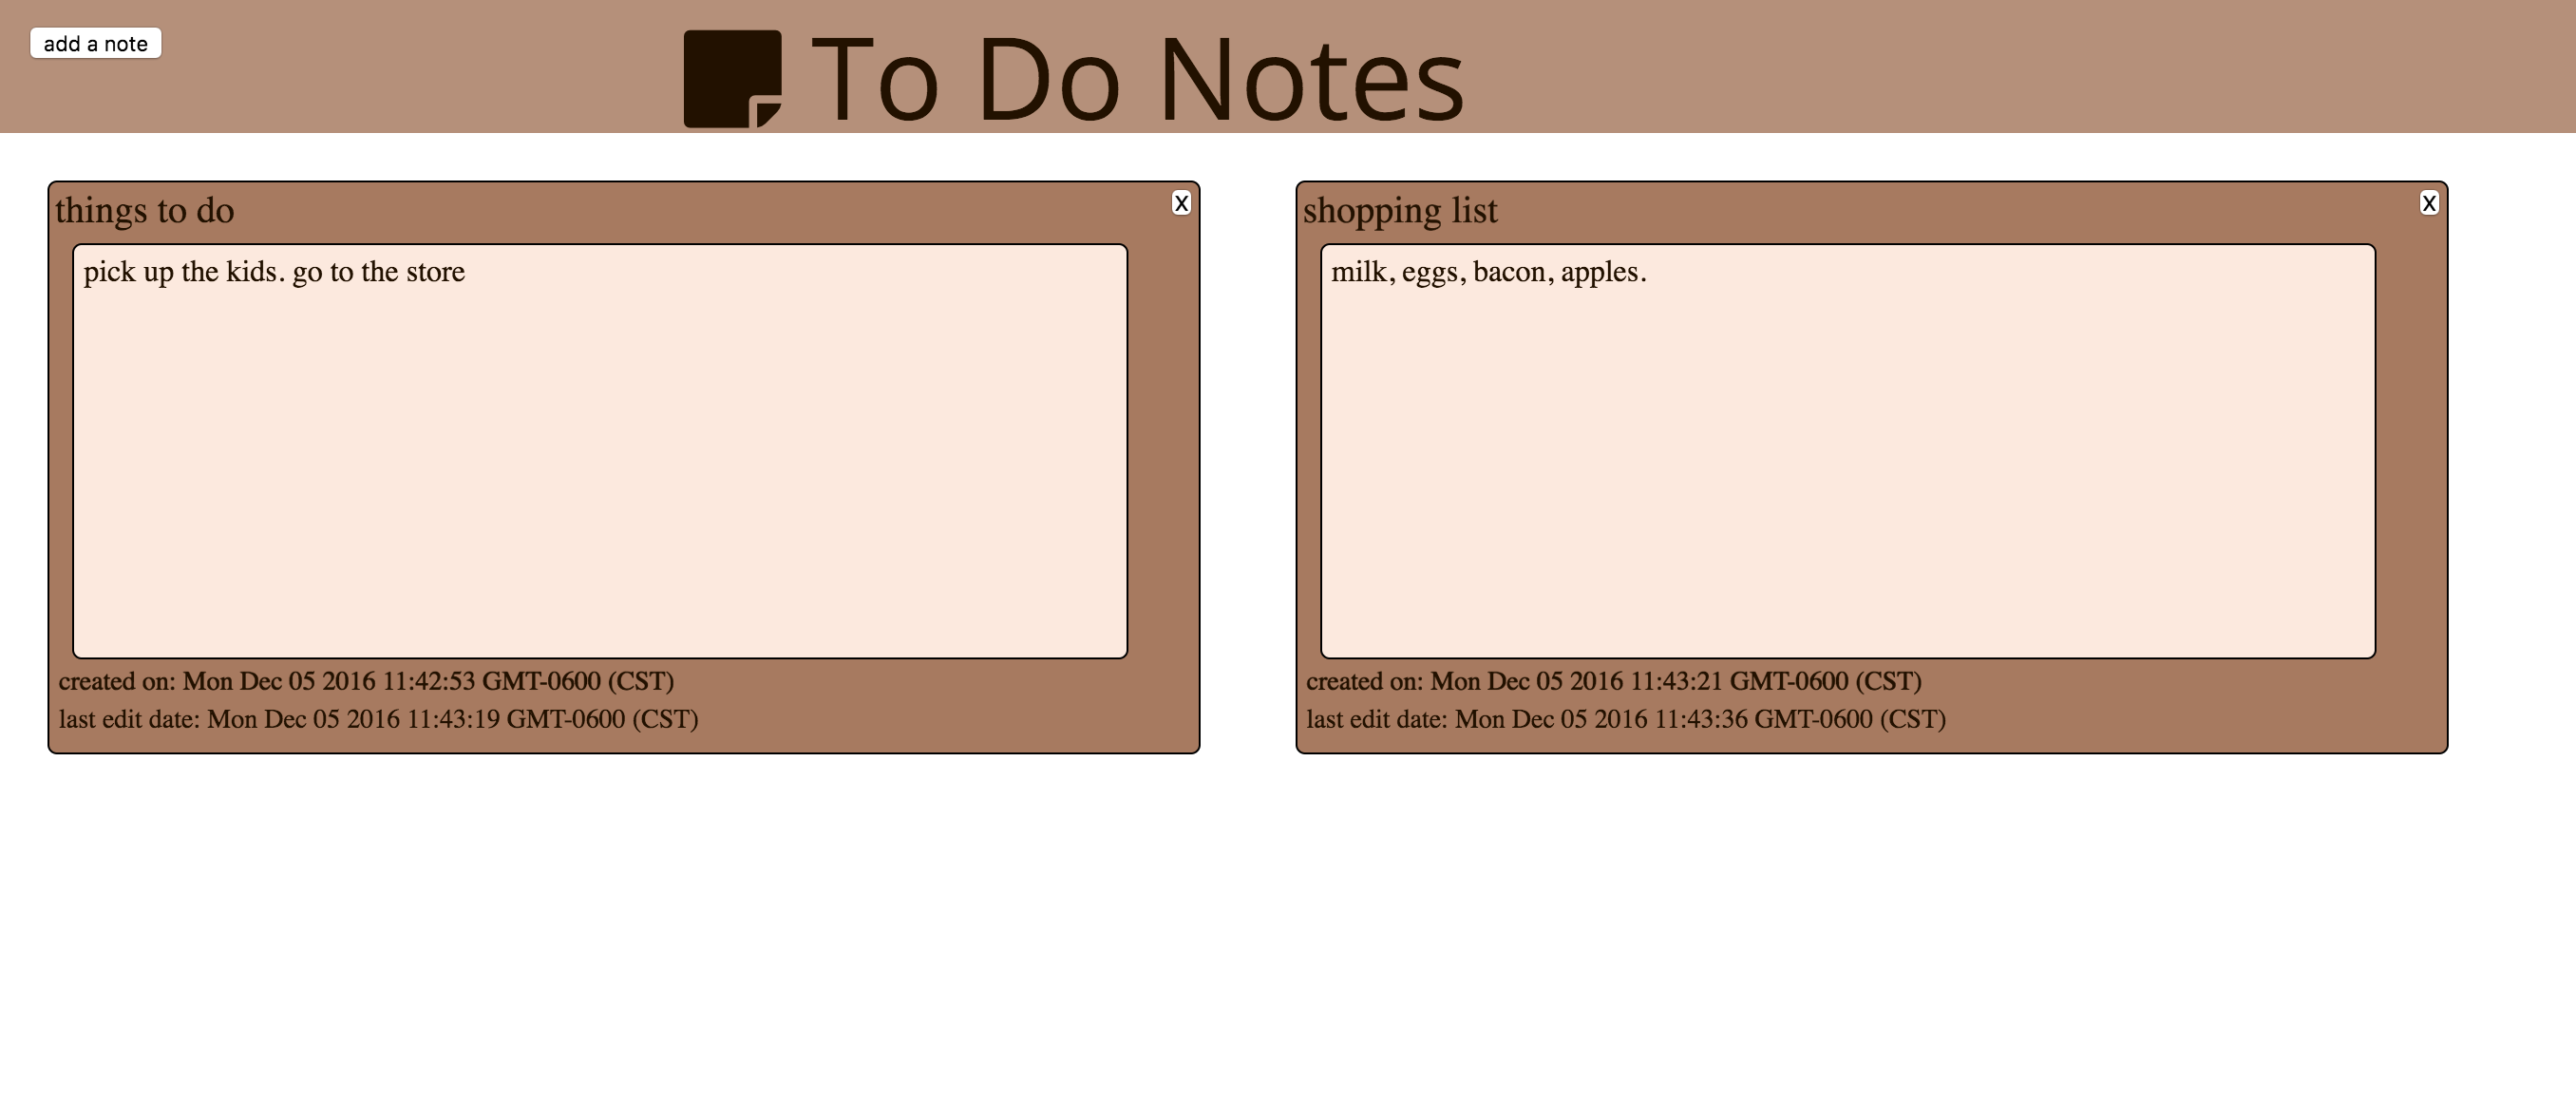 add a note
To Do Notes
things to do
X
pick up the kids. go to the store
created on: Mon Dec 05 2016 11:42:53 GMT-0600 (CST)
last edit date: Mon Dec 05 2016 11:43:19 GMT-0600 (CST)
shopping list
X
milk, eggs, bacon, apples.
created on: Mon Dec 05 2016 11:43:21 GMT-0600 (CST)
last edit date: Mon Dec 05 2016 11:43:36 GMT-0600 (CST)